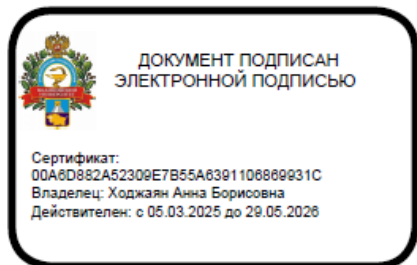 ДОКУМЕНТ ПОДПИСАН
ЭЛЕКТРОННОЙ ПОДПИСЬЮ
Сертификат:
00A6D882A52309E7B55A6391106869931C
Владелец: Ходжаян Анна Борисовна
Действителен: с 05.03.2025 до 29.05.2026